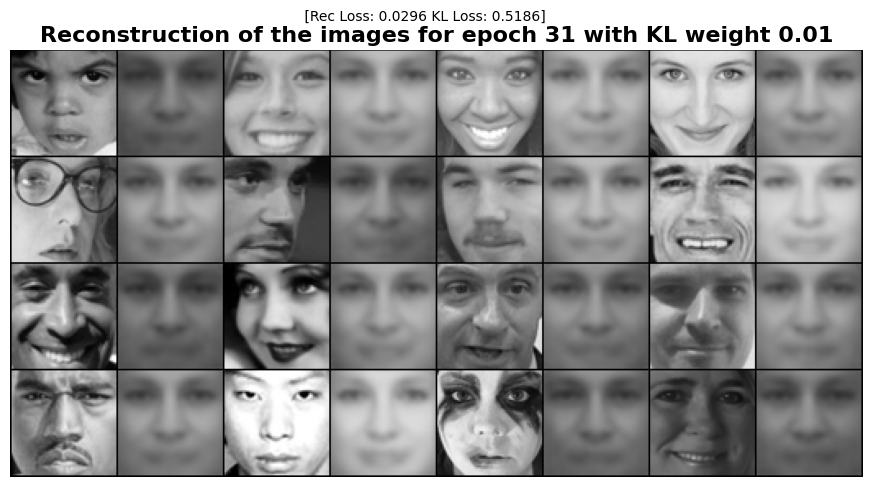 [Rec Loss: 0.0296 KL Loss: 0.5186]
Reconstruction of the images for epoch 31 with KL weight 0.01